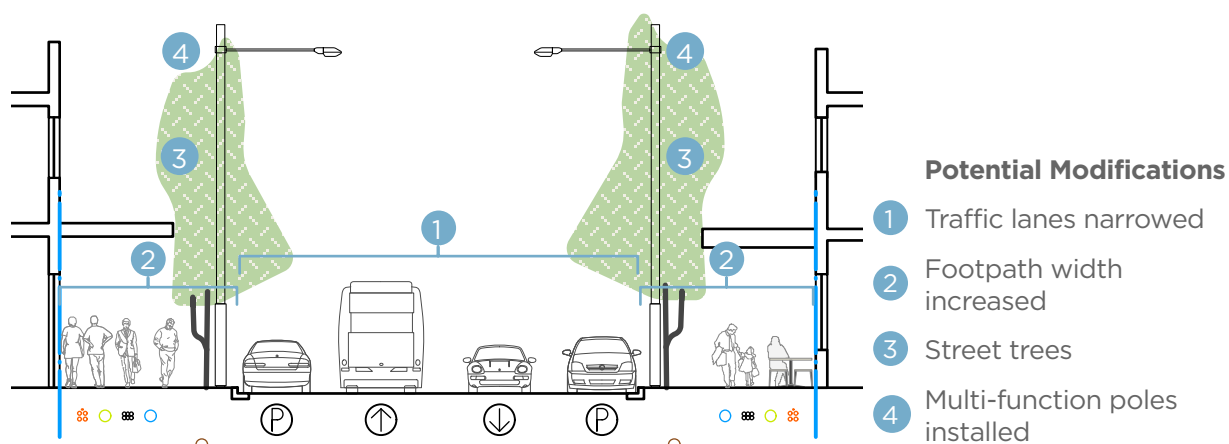 4
4
3
3
1
2
2
P
P
Potential Modifications
1 Traffic lanes narrowed
2 Footpath width
increased
3 Street trees
4 Multi-function poles
installed